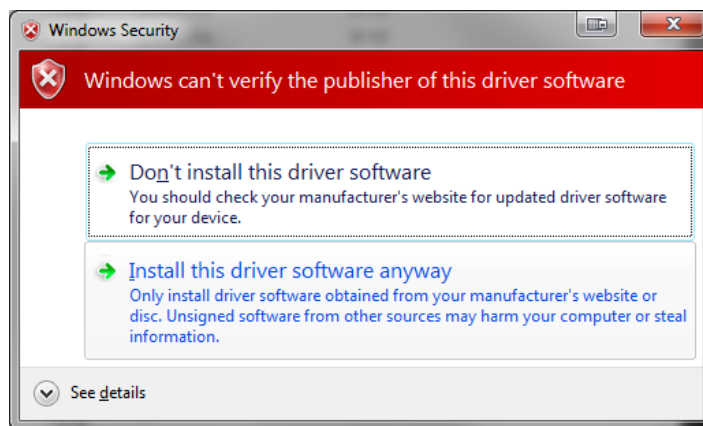 Windows Security
Windows can't verify the publisher of this driver software
Don't install this driver software
You should check your manufacturer's website for updated driver software
for your device.
Install this driver software anyway
Only install driver software obtained from your manufacturer's website or
disc. Unsigned software from other sources may harm your computer or steal
information.
See details